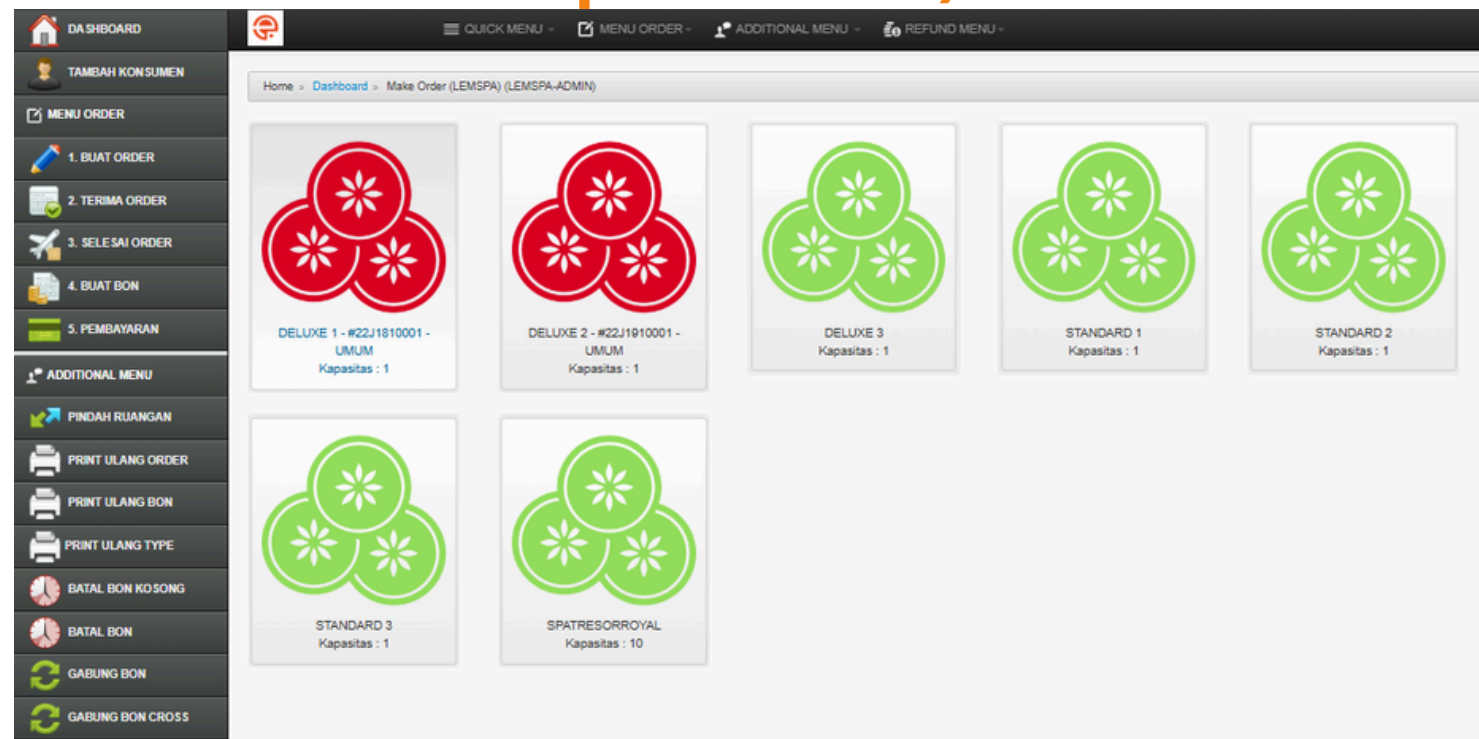 DASHBOARD
TAMBAH KONSUMEN
MENU ORDER
1. BUAT ORDER
2. TERIMA ORDER
3. SELESAI ORDER
4. BUAT BON
5. PEMBAYARAN
ADDITIONAL MENU
PINDAH RUANGAN
PRINT ULANG ORDER
PRINT ULANG BON
PRINT ULANG TYPE
BATAL BON KOSONG
BATAL BON
GABUNG BON
GABUNG BON CROSS
QUICK MENU
MENU ORDER
ADDITIONAL MENU
REFUND MENU
Home » Dashboard » Make Order (LEMSPA) (LEMSPA-ADMIN)
DELUXE 1 - #22J1810001 -
UMUM
Kapasitas : 1
DELUXE 2 - #22J1910001 -
UMUM
Kapasitas : 1
DELUXE 3
Kapasitas : 1
STANDARD 1
Kapasitas : 1
STANDARD 2
Kapasitas : 1
STANDARD 3
Kapasitas : 1
SPATRESORROYAL
Kapasitas : 10